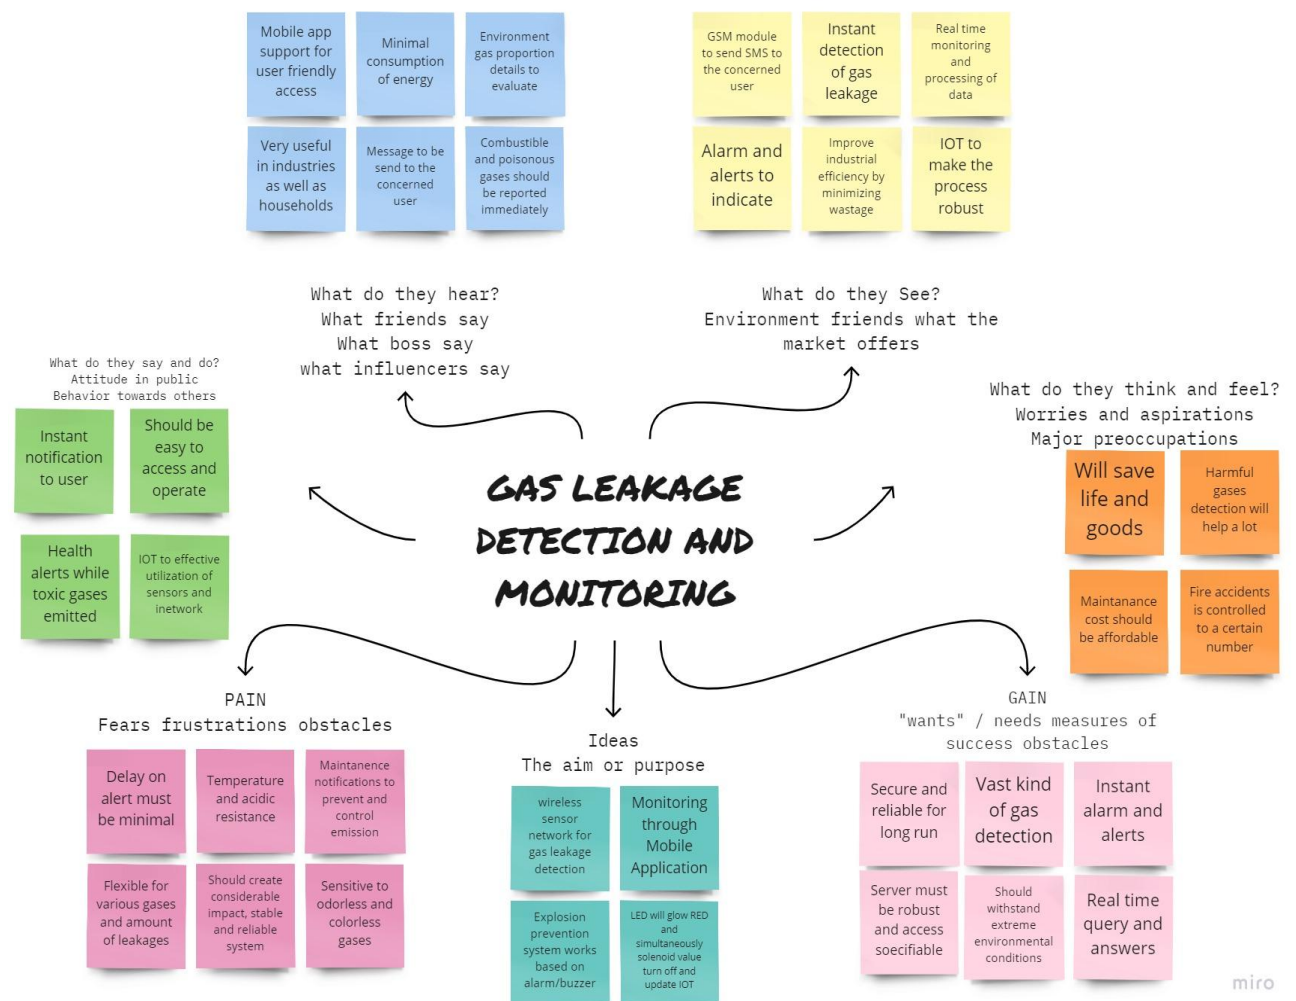 Mobile app
support for
user friendly
access
Minimal
consumption
of energy
Environment
gas proportion
details to
evaluate
Very useful
in industries
as well as
households
Message to be
send to the
concerned
user
Combustible
and poisonous
gases should
be reported
immediately
GSM module
to send SMS to
the concerned
user
Instant
detection
of gas
leakage
Real time
monitoring
and
processing of
data
Alarm and
alerts to
indicate
Improve
industrial
efficiency by
minimizing
wastage
IOT to
make the
process
robust
What do they hear?
What friends say
What boss say
what influencers say
What do they See?
Environment friends what the
market offers
What do they say and do?
Attitude in public
Behavior towards others
Instant
notification
to user
Should be
easy to
access and
operate
Health
alerts while
toxic gases
emitted
IOT to effective
utilization of
sensors and
inetwork
GAS LEAKAGE
DETECTION AND
MONITORING
What do they think and feel?
Worries and aspirations
Major preoccupations
Will save
life and
goods
Harmful
gases
detection will
help a lot
Maintanance
cost should
be affordable
Fire accidents
is controlled
to a certain
number
PAIN
Fears frustrations obstacles
Delay on
alert must
be minimal
Temperature
and acidic
resistance
Maintanence
notifications to
prevent and
control
emission
Flexible for
various gases
and amount
of leakages
Should create
considerable
impact, stable
and reliable
system
Sensitive to
odorless and
colorless
gases
Ideas
The aim or purpose
wireless
sensor
network for
gas leakage
detection
Monitoring
through
Mobile
Application
Explosion
prevention
system works
based on
alarm/buzzer
LED will glow RED
and
simultaneously
solenoid value
turn off and
update IOT
GAIN
"wants" / needs measures of
success obstacles
Secure and
reliable for
long run
Vast kind
of gas
detection
Instant
alarm and
alerts
Server must
be robust
and access
soecifiable
Should
withstand
extreme
environmental
conditions
Real time
query and
answers
miro